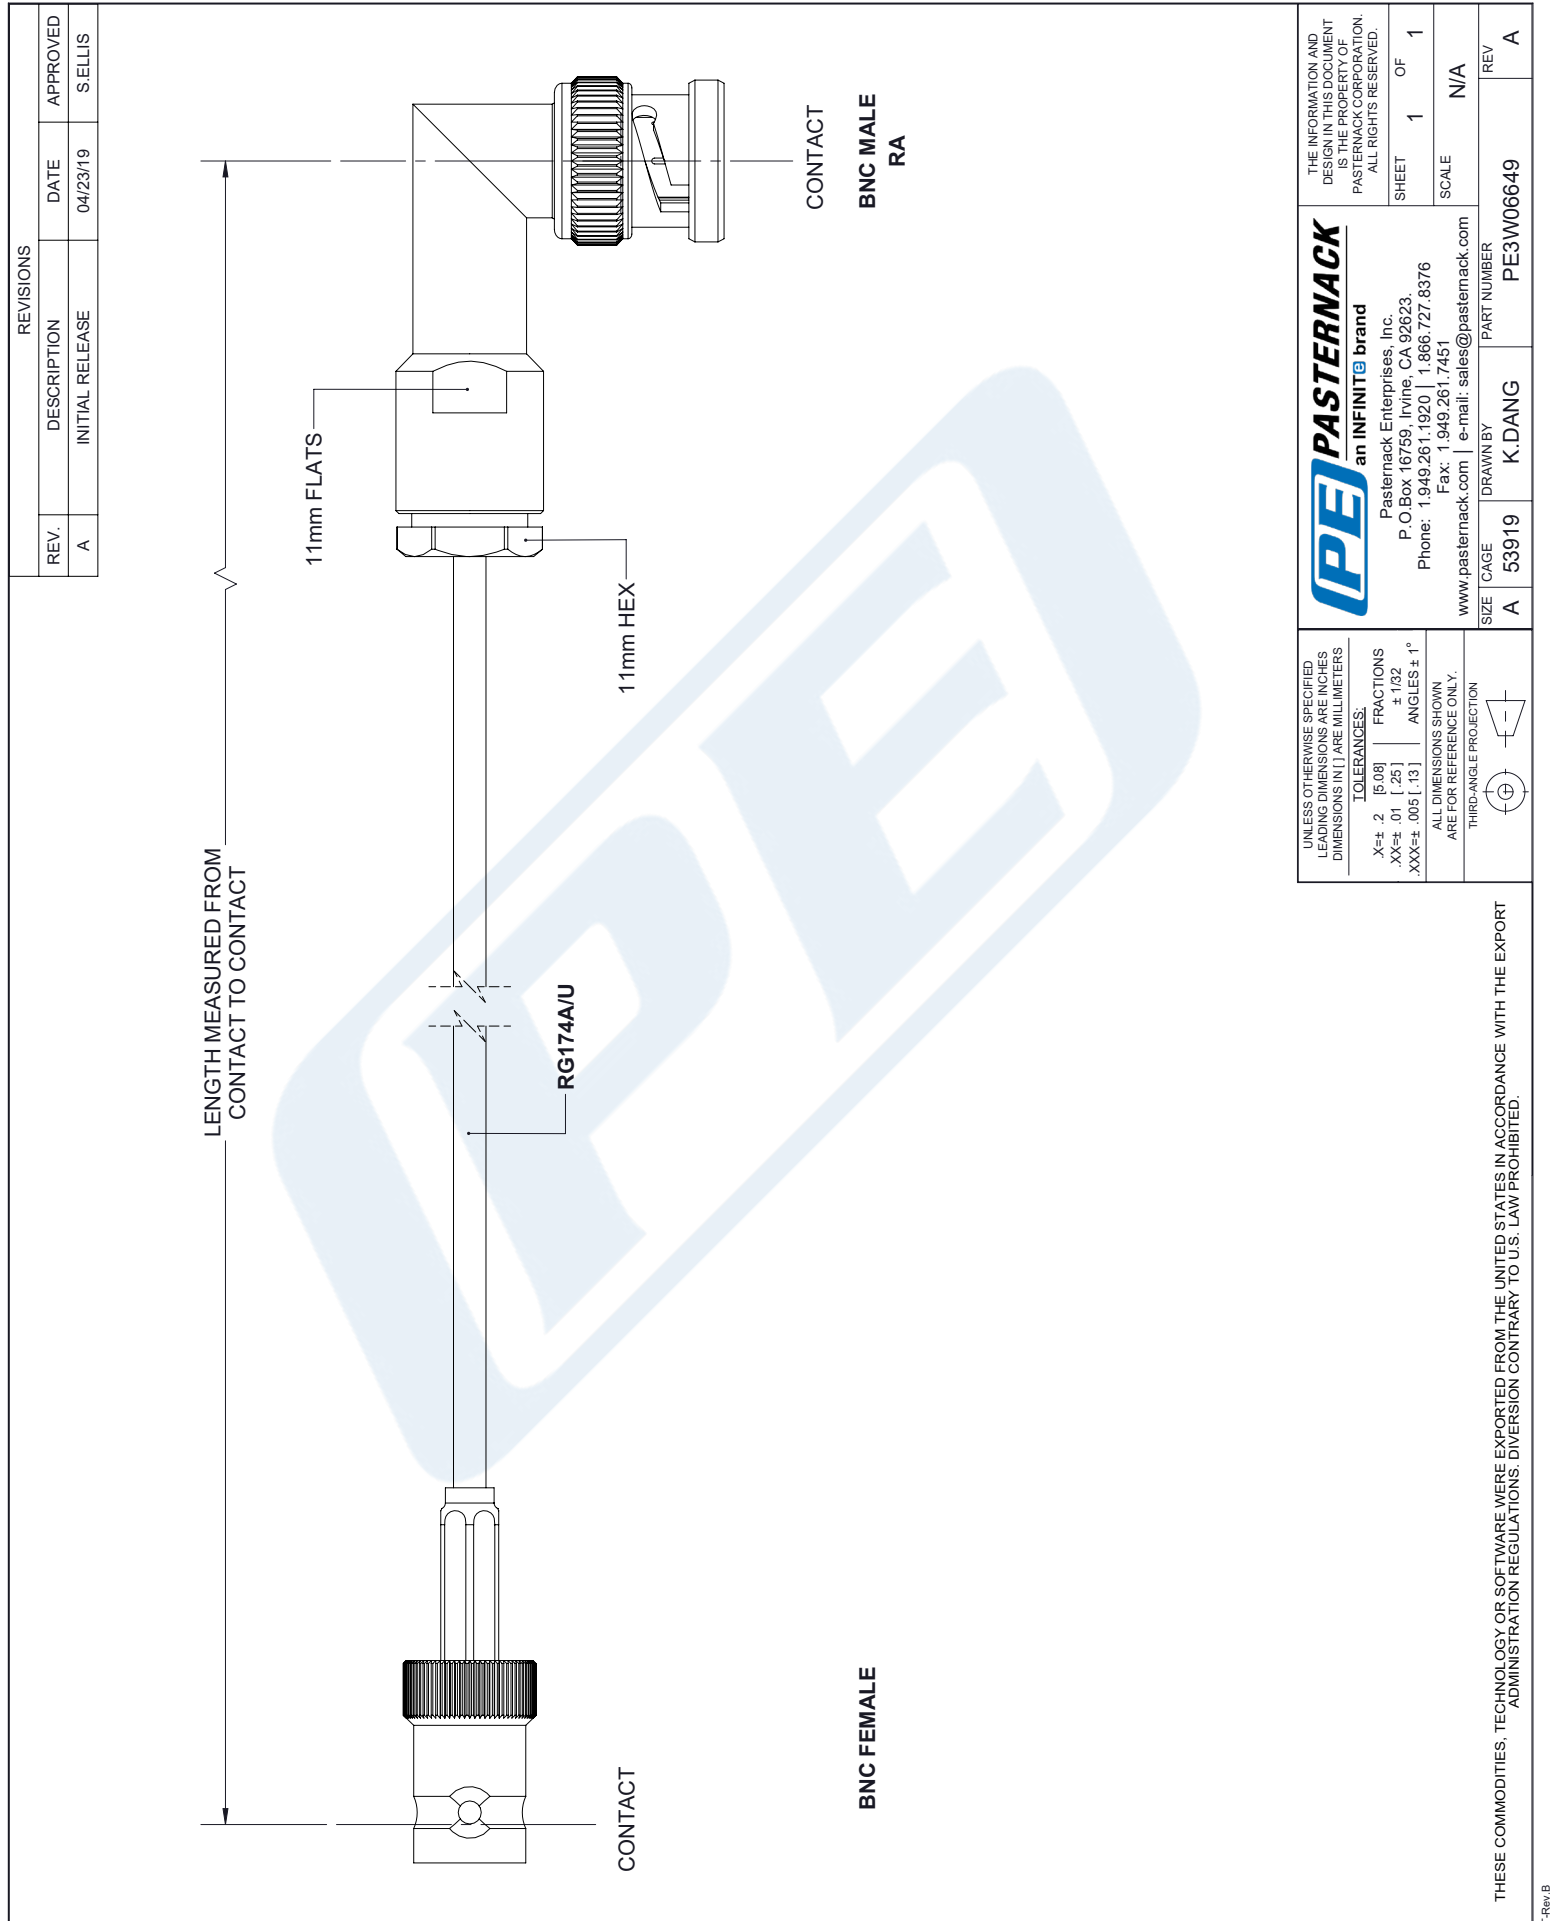 REVISIONS
REV.
DESCRIPTION
DATE
APPROVED
A
INITIAL RELEASE
04/23/19
S.ELLIS
LENGTH MEASURED FROM
CONTACT TO CONTACT
11mm FLATS
11mm HEX
RG174A/U
CONTACT
CONTACT
BNC FEMALE
BNC MALE
RA
UNLESS OTHERWISE SPECIFIED
LEADING DIMENSIONS ARE INCHES
DIMENSIONS IN [ ] ARE MILLIMETERS
TOLERANCES:
.X=± .2 [5.08]
.XX=± .01 [ .25 ]
.XXX=± .005 [ .13 ]
FRACTIONS
± 1/32
ANGLES ± 1°
ALL DIMENSIONS SHOWN
ARE FOR REFERENCE ONLY.
THIRD-ANGLE PROJECTION
PE PASTERNACK
an INFINITe brand
Pasternack Enterprises, Inc.
P.O.Box 16759, Irvine, CA 92623.
Phone: 1.949.261.1920 | 1.866.727.8376
Fax: 1.949.261.7451
www.pasternack.com | e-mail: sales@pasternack.com
THE INFORMATION AND
DESIGN IN THIS DOCUMENT
IS THE PROPERTY OF
PASTERNACK CORPORATION.
ALL RIGHTS RESERVED.
SHEET 1 OF 1
SCALE N/A
SIZE A
CAGE 53919
DRAWN BY K.DANG
PART NUMBER PE3W06649
REV A
THESE COMMODITIES, TECHNOLOGY OR SOFTWARE WERE EXPORTED FROM THE UNITED STATES IN ACCORDANCE WITH THE EXPORT
ADMINISTRATION REGULATIONS. DIVERSION CONTRARY TO U.S. LAW PROHIBITED.
PE
-Rev.B